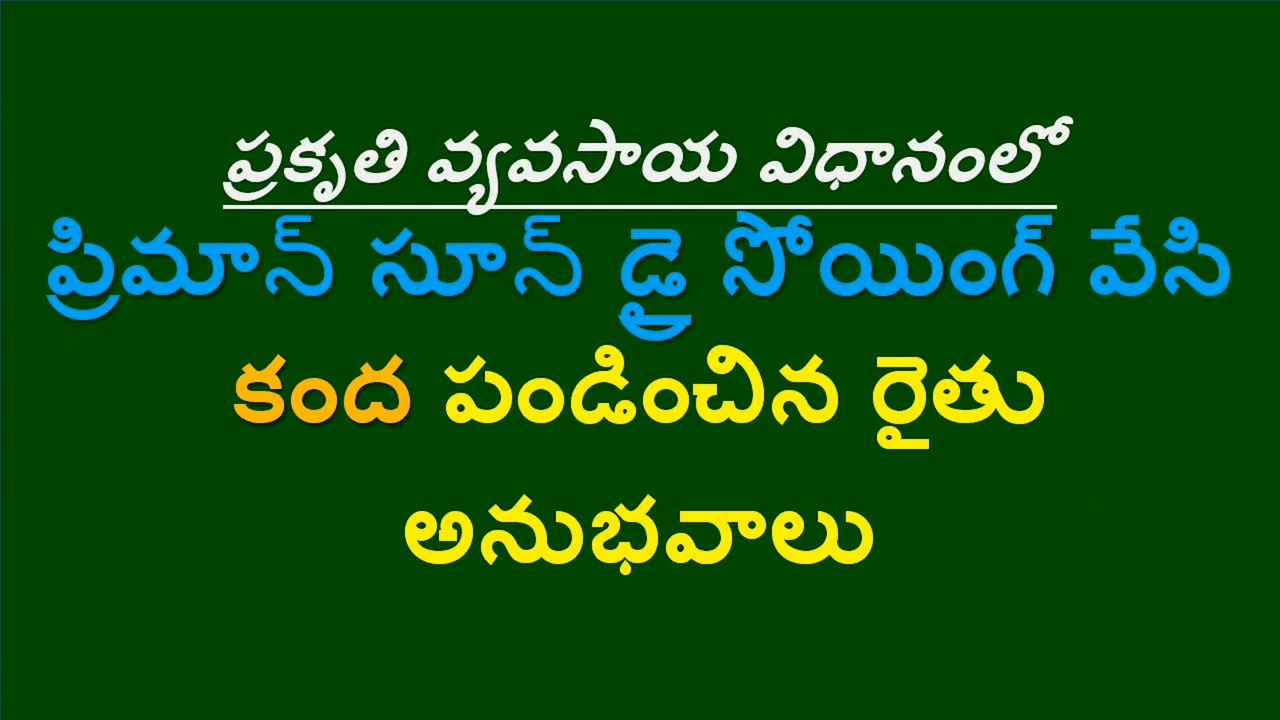 ప్రకృతి వ్యవసాయ విధానంలో
ప్రిమాన్ సూన్ డ్రై సోయింగ్ వేసి
కంద పండించిన రైతు
అనుభవాలు